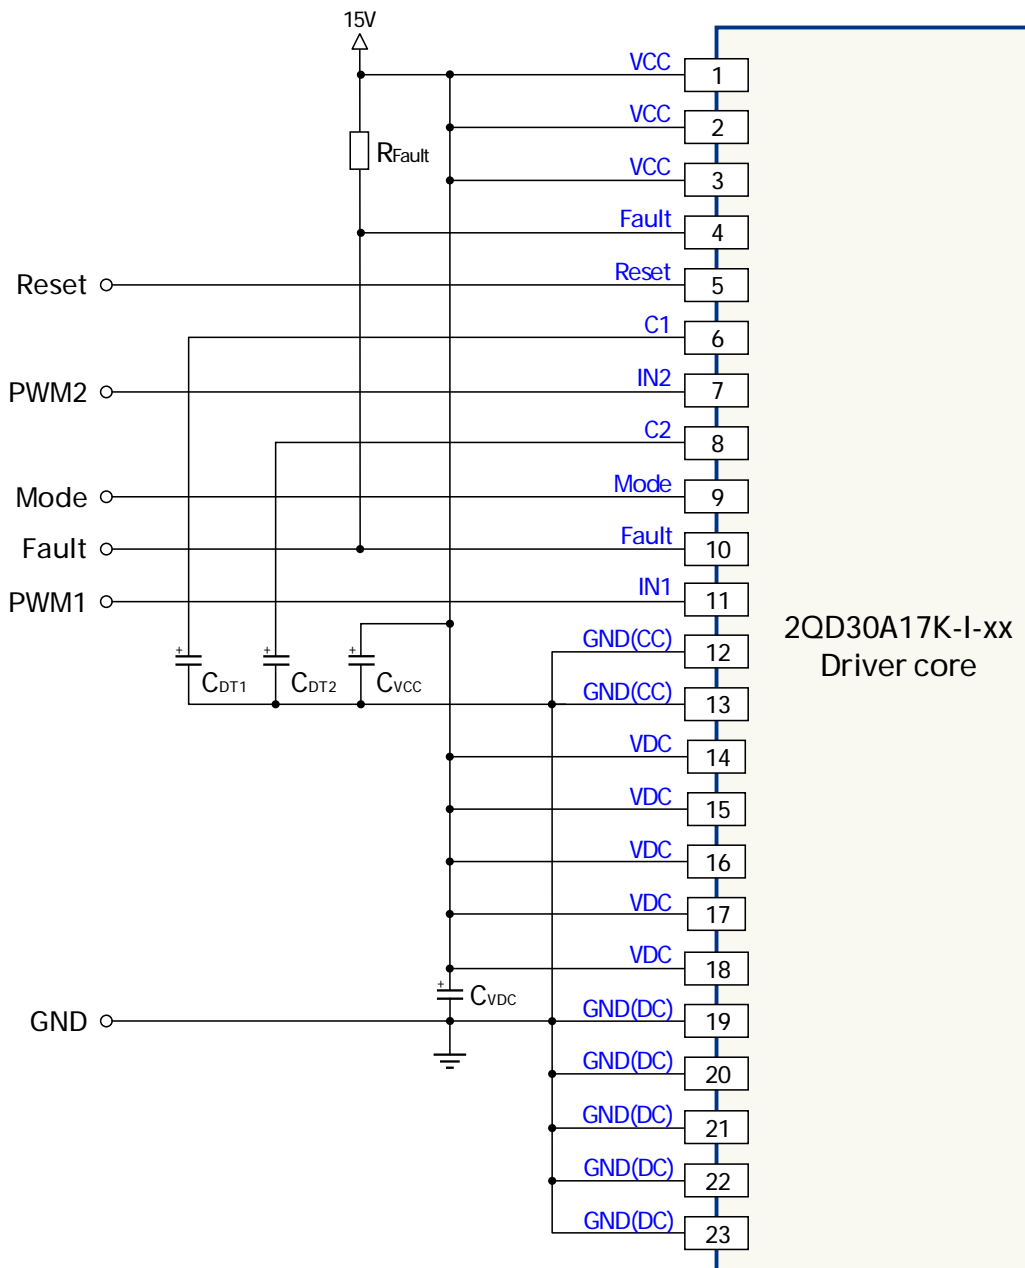 15V
VCC 1
VCC 2
RFault
VCC 3
Fault 4
Reset Reset 5
C1 6
PWM2 IN2 7
C2 8
Mode Mode 9
Fault Fault 10
PWM1 IN1 11
2QD30A17K-I-xx
Driver core
GND(CC) 12
+ + +
CDT1 CDT2 CVCC
GND(CC) 13
VDC 14
VDC 15
VDC 16
VDC 17
VDC 18
+ CVDC
GND GND(DC) 19
GND(DC) 20
GND(DC) 21
GND(DC) 22
GND(DC) 23